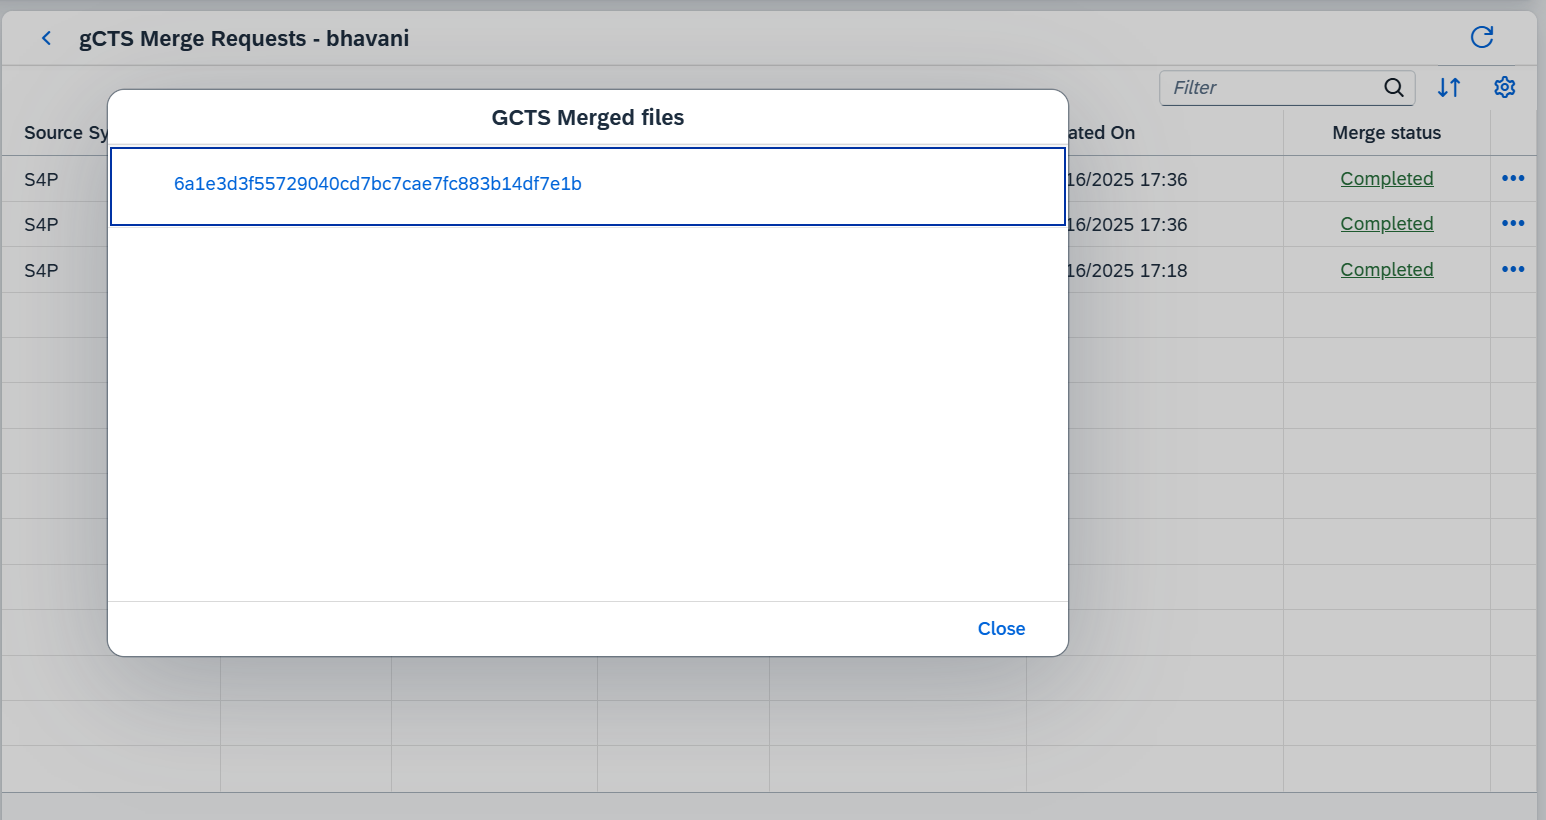 gCTS Merge Requests - bhavani
Filter
GCTS Merged files
Source Sy
ated On
Merge status
6a1e3d3f55729040cd7bc7cae7fc883b14df7e1b
S4P
16/2025 17:36
Completed
S4P
16/2025 17:36
Completed
S4P
16/2025 17:18
Completed
Close